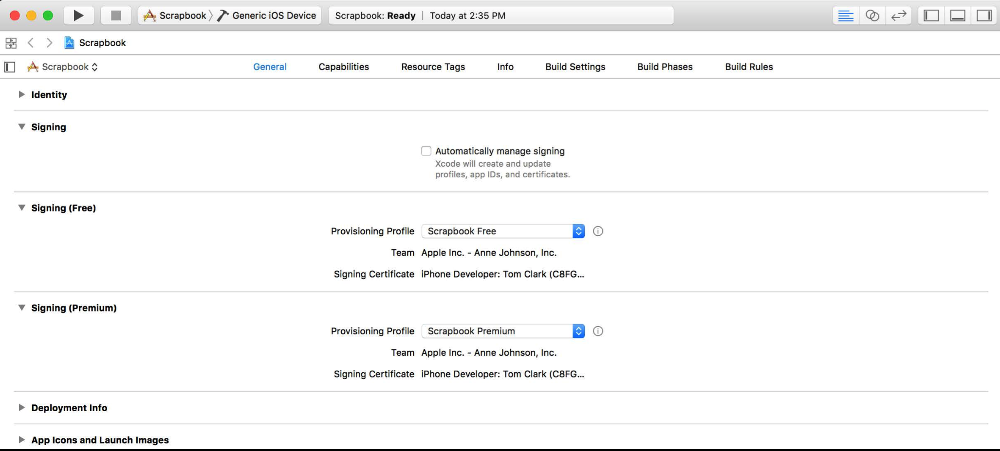 Scrapbook 〉 Generic iOS Device Scrapbook: Ready | Today at 2:35 PM
Scrapbook
Scrapbook General Capabilities Resource Tags Info Build Settings Build Phases Build Rules
Identity
Signing
Automatically manage signing
Xcode will create and update
profiles, app IDs, and certificates.
Signing (Free)
Provisioning Profile Scrapbook Free
Team Apple Inc. - Anne Johnson, Inc.
Signing Certificate iPhone Developer: Tom Clark (C8FG...
Signing (Premium)
Provisioning Profile Scrapbook Premium
Team Apple Inc. - Anne Johnson, Inc.
Signing Certificate iPhone Developer: Tom Clark (C8FG...
Deployment Info
App Icons and Launch Images